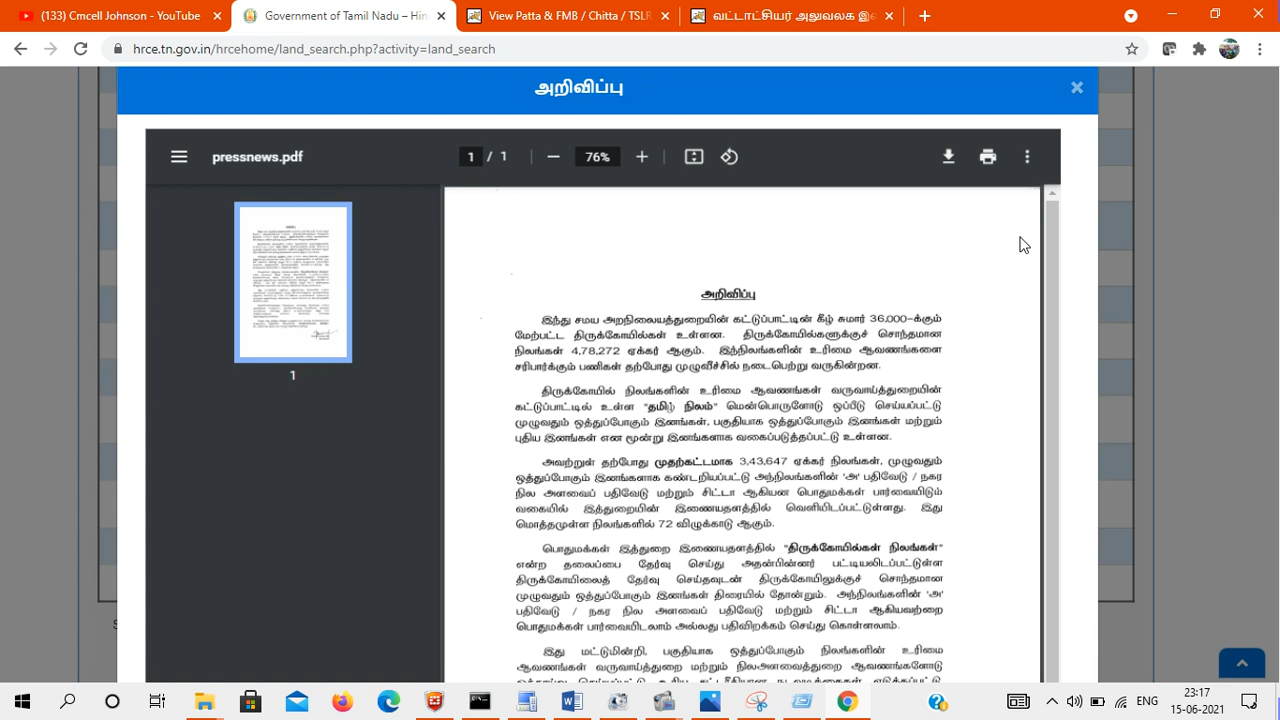 (133) Cmcell Johnson - YouTube
Government of Tamil Nadu – Hin
View Patta & FMB / Chitta / TSLR
வட்டாட்சியர் அலுவலக இ
hrce.tn.gov.in/hrcehome/land_search.php?activity=land_search
அறிவிப்பு
pressnews.pdf
1 / 1
76%
அறிவிப்பு
இந்து சமய அறநிலையத்துறையின் கட்டுப்பாட்டின் கீழ் சுமார் 36,000-க்கும்
மேற்பட்ட திருக்கோயில்கள் உள்ளன. திருக்கோயில்களுக்குச் சொந்தமான
நிலங்கள் 4,78,272 ஏக்கர் ஆகும். இந்நிலங்களின் உரிமை ஆவணங்களை
சரிபார்க்கும் பணிகள் தற்போது முழுவீச்சில் நடைபெற்று வருகின்றன.
திருக்கோயில் நிலங்களின் உரிமை ஆவணங்கள் வருவாய்த்துறையின்
கட்டுப்பாட்டில் உள்ள "தமிழ் நிலம்" மென்பொருளோடு ஒப்பீடு செய்யப்பட்டு
முழுவதும் ஒத்துப்போகும் இனங்கள், பகுதியாக ஒத்துப்போகும் இனங்கள் மற்றும்
புதிய இனங்கள் என மூன்று இனங்களாக வகைப்படுத்தப்பட்டு உள்ளன.
அவற்றுள் தற்போது முதற்கட்டமாக 3,43,647 ஏக்கர் நிலங்கள், முழுவதும்
ஒத்துப்போகும் இனங்களாக கண்டறியப்பட்டு அந்நிலங்களின் 'அ' பதிவேடு / நகர
நில அளவைப் பதிவேடு மற்றும் சிட்டா ஆகியன பொதுமக்கள் பார்வையிடும்
வகையில் இத்துறையின் இணையதளத்தில் வெளியிடப்பட்டுள்ளது. இது
மொத்தமுள்ள நிலங்களில் 72 விழுக்காடு ஆகும்.
பொதுமக்கள் இத்துறை இணையதளத்தில் "திருக்கோயில்கள் நிலங்கள்"
என்ற தலைப்பை தேர்வு செய்து அதன்பின்னர் பட்டியலிடப்பட்டுள்ள
திருக்கோயிலைத் தேர்வு செய்தவுடன் திருக்கோயிலுக்குச் சொந்தமான
முழுவதும் ஒத்துப்போகும் இனங்கள் திரையில் தோன்றும். அந்நிலங்களின் 'அ'
பதிவேடு / நகர நில அளவைப் பதிவேடு மற்றும் சிட்டா ஆகியவற்றை
பொதுமக்கள் பார்வையிடலாம் அல்லது பதிவிறக்கம் செய்து கொள்ளலாம்.
இது மட்டுமின்றி, பகுதியாக ஒத்துப்போகும் நிலங்களின் உரிமை
ஆவணங்கள் வருவாய்த்துறை மற்றும் நிலஅளவைத்துறை ஆவணங்களோடு
1
ENG
23:17
15-06-2021